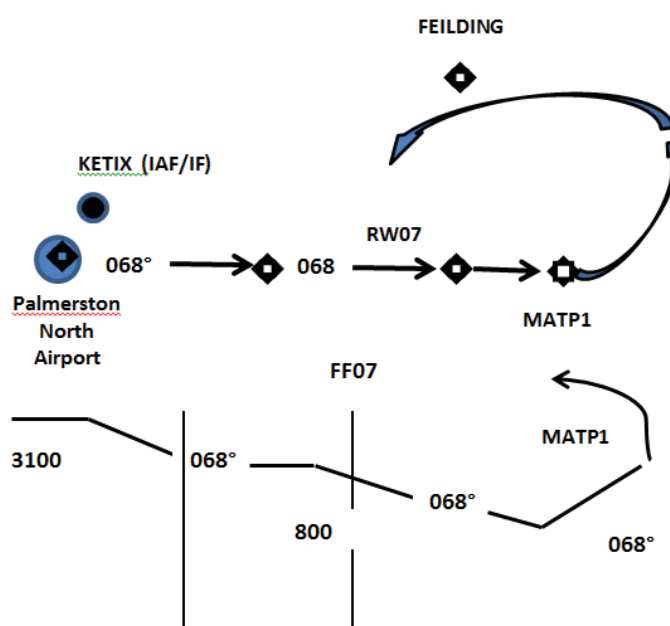 FEILDING
KETIX (IAF/IF)
RW07
068°
068
Palmerston
North
Airport
MATP1
FF07
MATP1
3100
068°
068°
800
068°